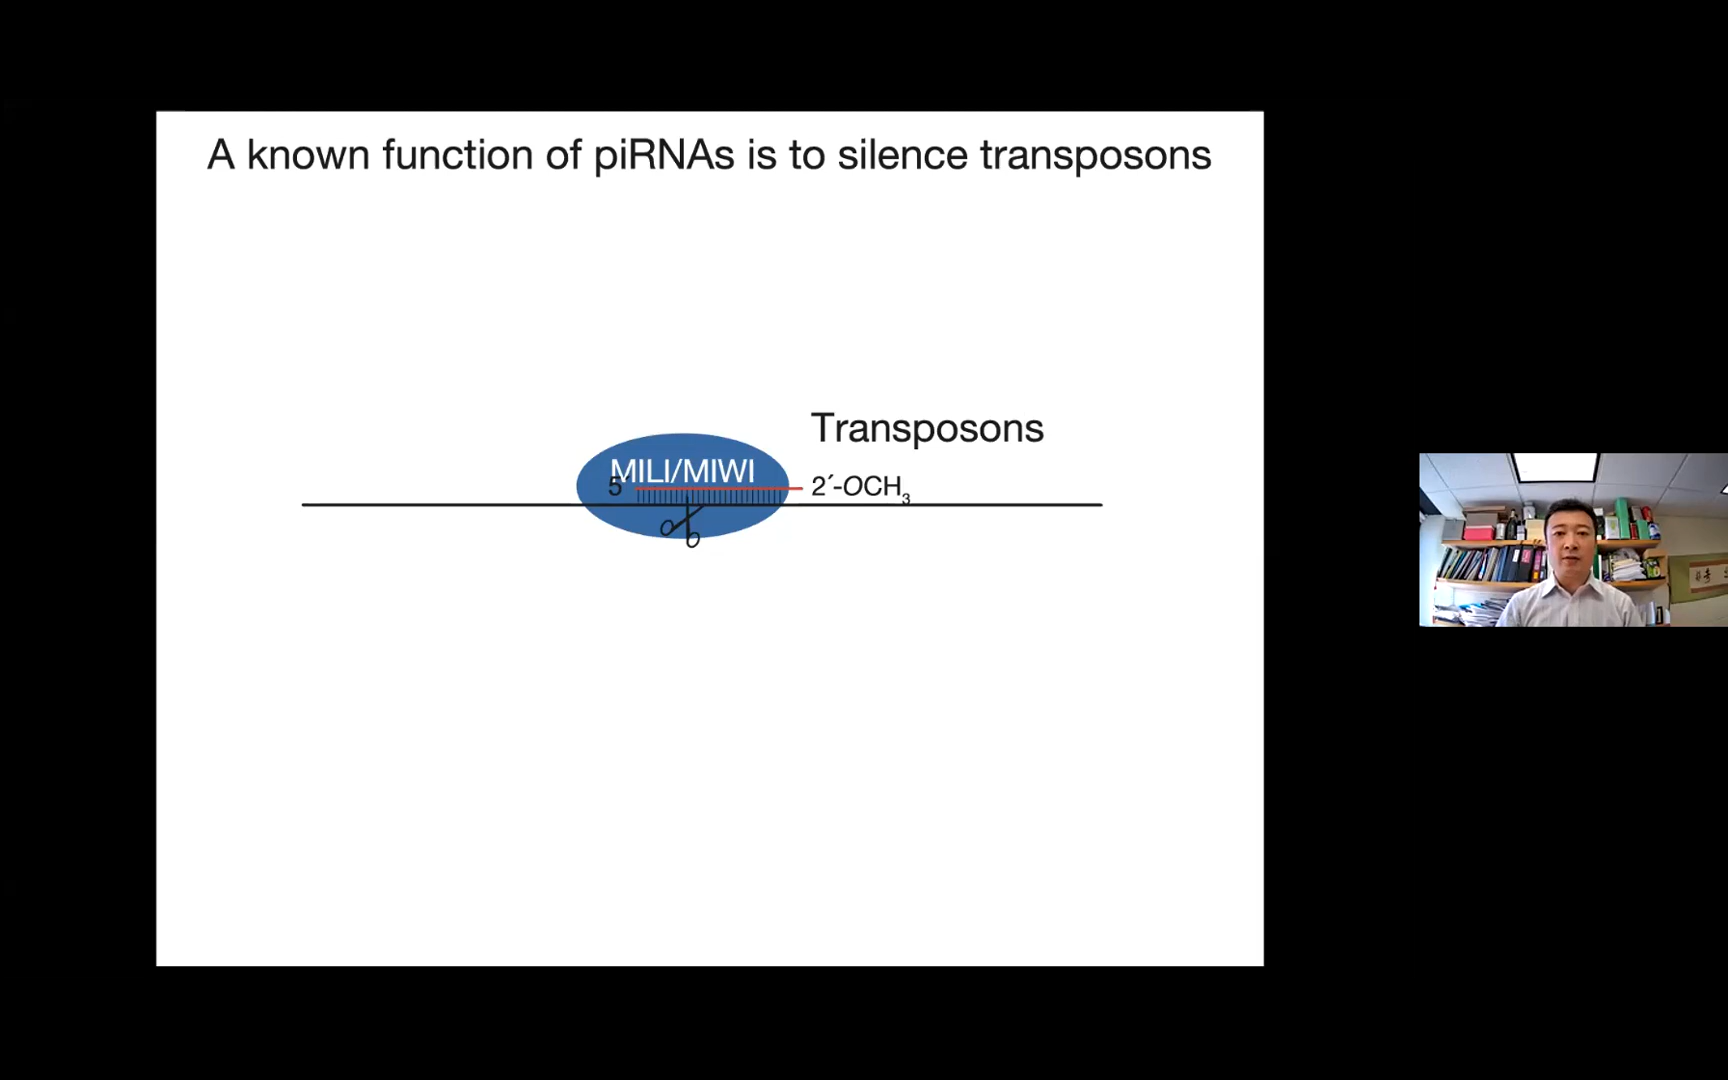 A known function of piRNAs is to silence transposons
Transposons
MILI/MIWI
5´ 2´-OCH3